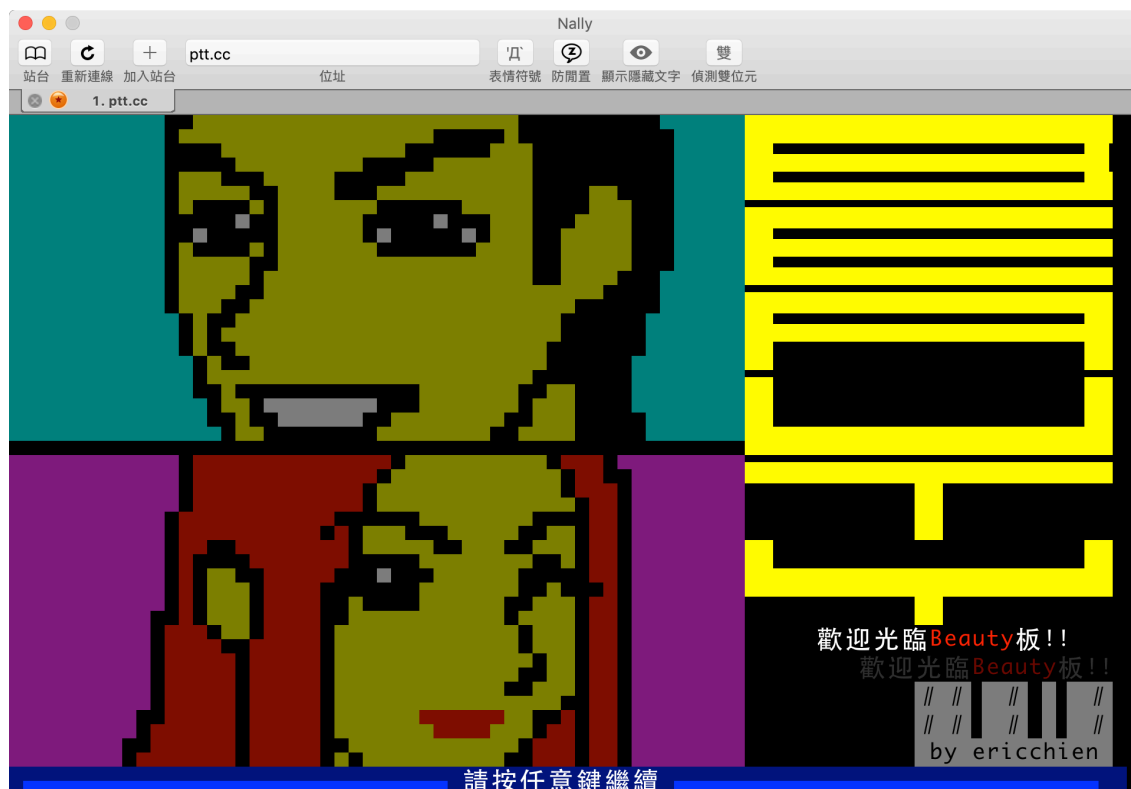 Nally
ptt.cc
站台 重新連線 加入站台 位址 表情符號 防閒置 顯示隱藏文字 偵測雙位元
'Д` Z 雙
1. ptt.cc
歡迎光臨Beauty板!!
歡迎光臨Beauty板!!
// // // //
// // // //
by ericchien
請按任意鍵繼續